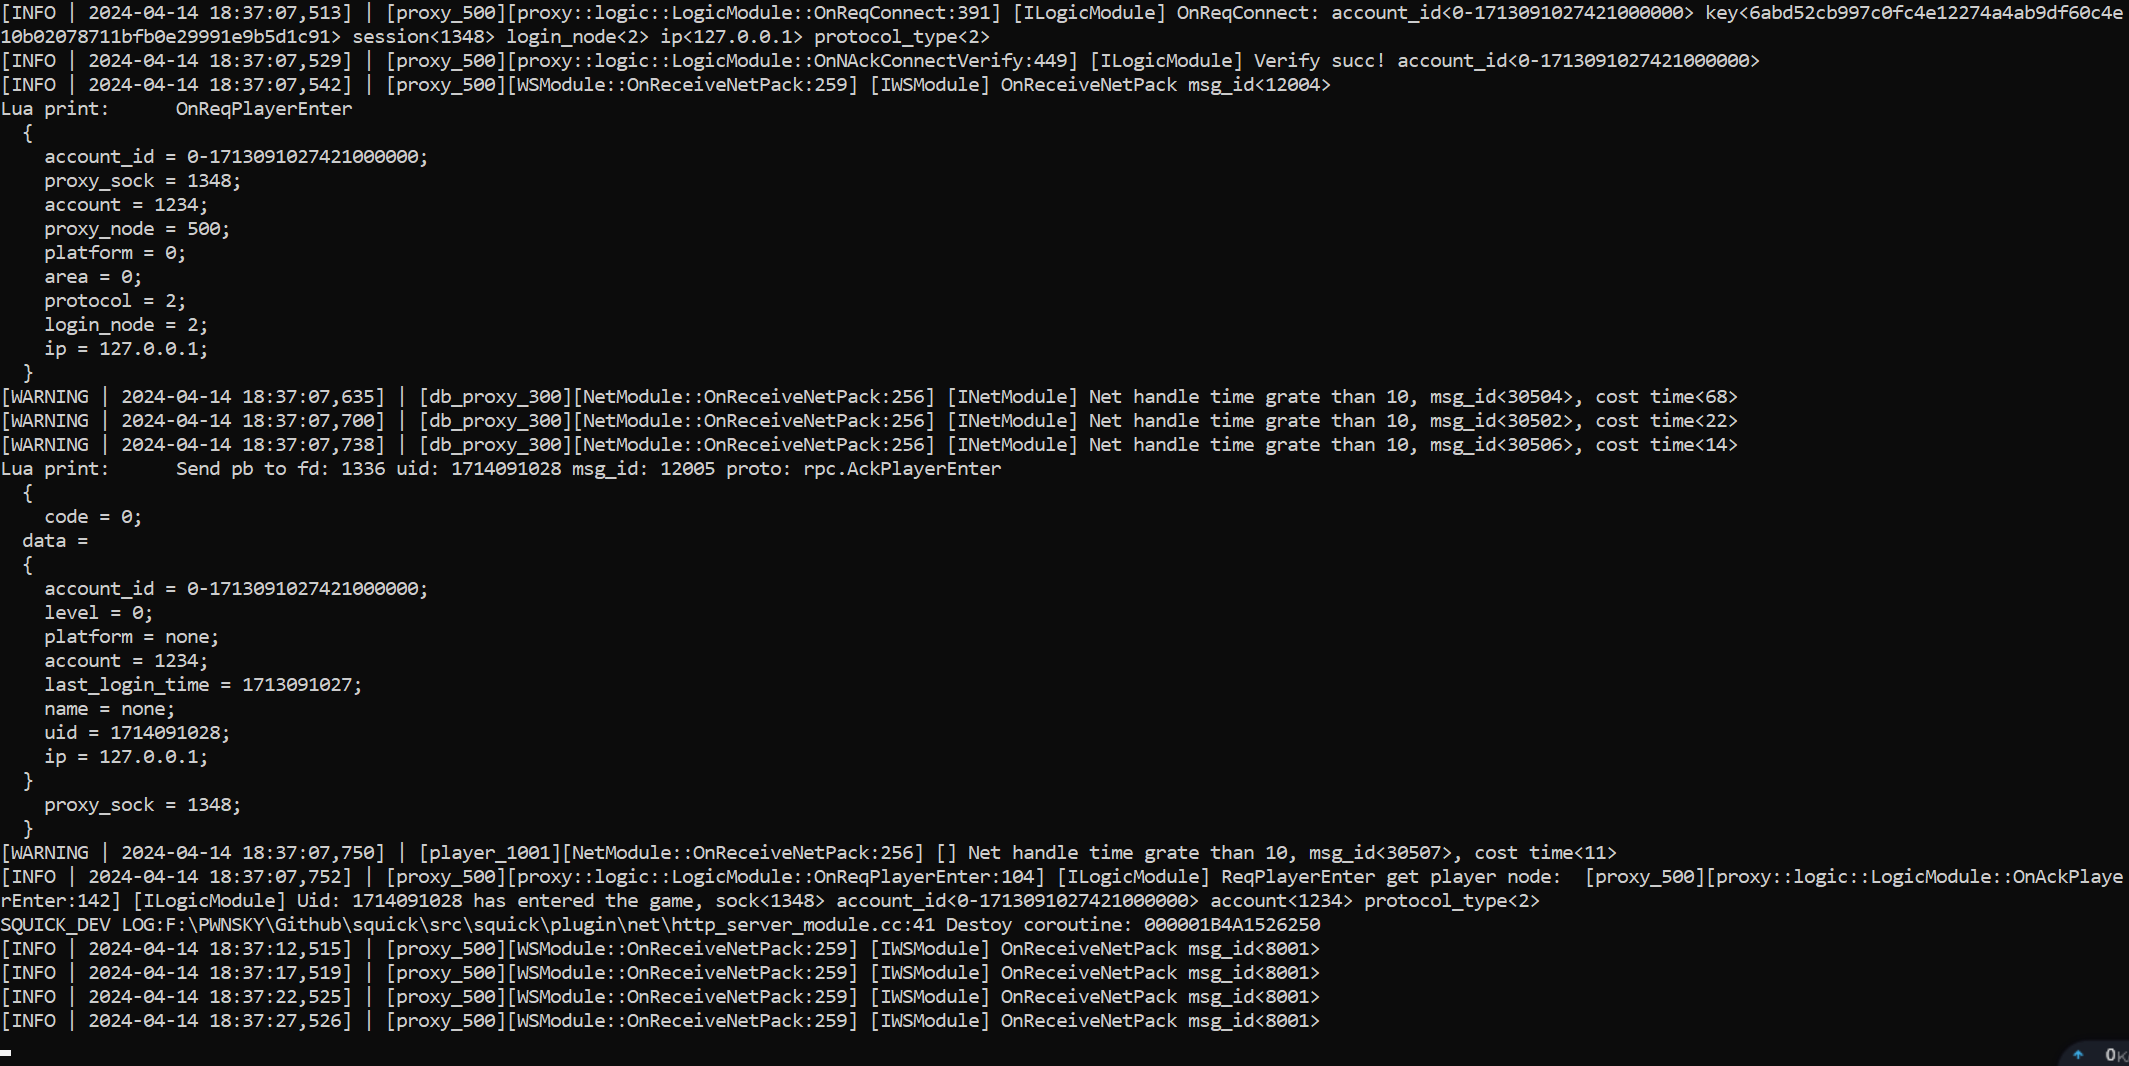 [INFO | 2024-04-14 18:37:07,513] | [proxy_500][proxy::logic::LogicModule::OnReqConnect:391] [ILogicModule] OnReqConnect: account_id<0-1713091027421000000> key<6abd52cb997c0fc4e12274a4ab9df60c4e
10b02078711bfb0e29991e9b5d1c91> session<1348> login_node<2> ip<127.0.0.1> protocol_type<2>
[INFO | 2024-04-14 18:37:07,529] | [proxy_500][proxy::logic::LogicModule::OnNAckConnectVerify:449] [ILogicModule] Verify succ! account_id<0-1713091027421000000>
[INFO | 2024-04-14 18:37:07,542] | [proxy_500][WSModule::OnReceiveNetPack:259] [IWSModule] OnReceiveNetPack msg_id<12004>
Lua print:      OnReqPlayerEnter
  {
    account_id = 0-1713091027421000000;
    proxy_sock = 1348;
    account = 1234;
    proxy_node = 500;
    platform = 0;
    area = 0;
    protocol = 2;
    login_node = 2;
    ip = 127.0.0.1;
  }
[WARNING | 2024-04-14 18:37:07,635] | [db_proxy_300][NetModule::OnReceiveNetPack:256] [INetModule] Net handle time grate than 10, msg_id<30504>, cost time<68>
[WARNING | 2024-04-14 18:37:07,700] | [db_proxy_300][NetModule::OnReceiveNetPack:256] [INetModule] Net handle time grate than 10, msg_id<30502>, cost time<22>
[WARNING | 2024-04-14 18:37:07,738] | [db_proxy_300][NetModule::OnReceiveNetPack:256] [INetModule] Net handle time grate than 10, msg_id<30506>, cost time<14>
Lua print:      Send pb to fd: 1336 uid: 1714091028 msg_id: 12005 proto: rpc.AckPlayerEnter
  {
    code = 0;
  data =
  {
    account_id = 0-1713091027421000000;
    level = 0;
    platform = none;
    account = 1234;
    last_login_time = 1713091027;
    name = none;
    uid = 1714091028;
    ip = 127.0.0.1;
  }
    proxy_sock = 1348;
  }
[WARNING | 2024-04-14 18:37:07,750] | [player_1001][NetModule::OnReceiveNetPack:256] [] Net handle time grate than 10, msg_id<30507>, cost time<11>
[INFO | 2024-04-14 18:37:07,752] | [proxy_500][proxy::logic::LogicModule::OnReqPlayerEnter:104] [ILogicModule] ReqPlayerEnter get player node:  [proxy_500][proxy::logic::LogicModule::OnAckPlaye
rEnter:142] [ILogicModule] Uid: 1714091028 has entered the game, sock<1348> account_id<0-1713091027421000000> account<1234> protocol_type<2>
SQUICK_DEV LOG:F:\PWNSKY\Github\squick\src\squick\plugin\net\http_server_module.cc:41 Destoy coroutine: 000001B4A1526250
[INFO | 2024-04-14 18:37:12,515] | [proxy_500][WSModule::OnReceiveNetPack:259] [IWSModule] OnReceiveNetPack msg_id<8001>
[INFO | 2024-04-14 18:37:17,519] | [proxy_500][WSModule::OnReceiveNetPack:259] [IWSModule] OnReceiveNetPack msg_id<8001>
[INFO | 2024-04-14 18:37:22,525] | [proxy_500][WSModule::OnReceiveNetPack:259] [IWSModule] OnReceiveNetPack msg_id<8001>
[INFO | 2024-04-14 18:37:27,526] | [proxy_500][WSModule::OnReceiveNetPack:259] [IWSModule] OnReceiveNetPack msg_id<8001>
0K